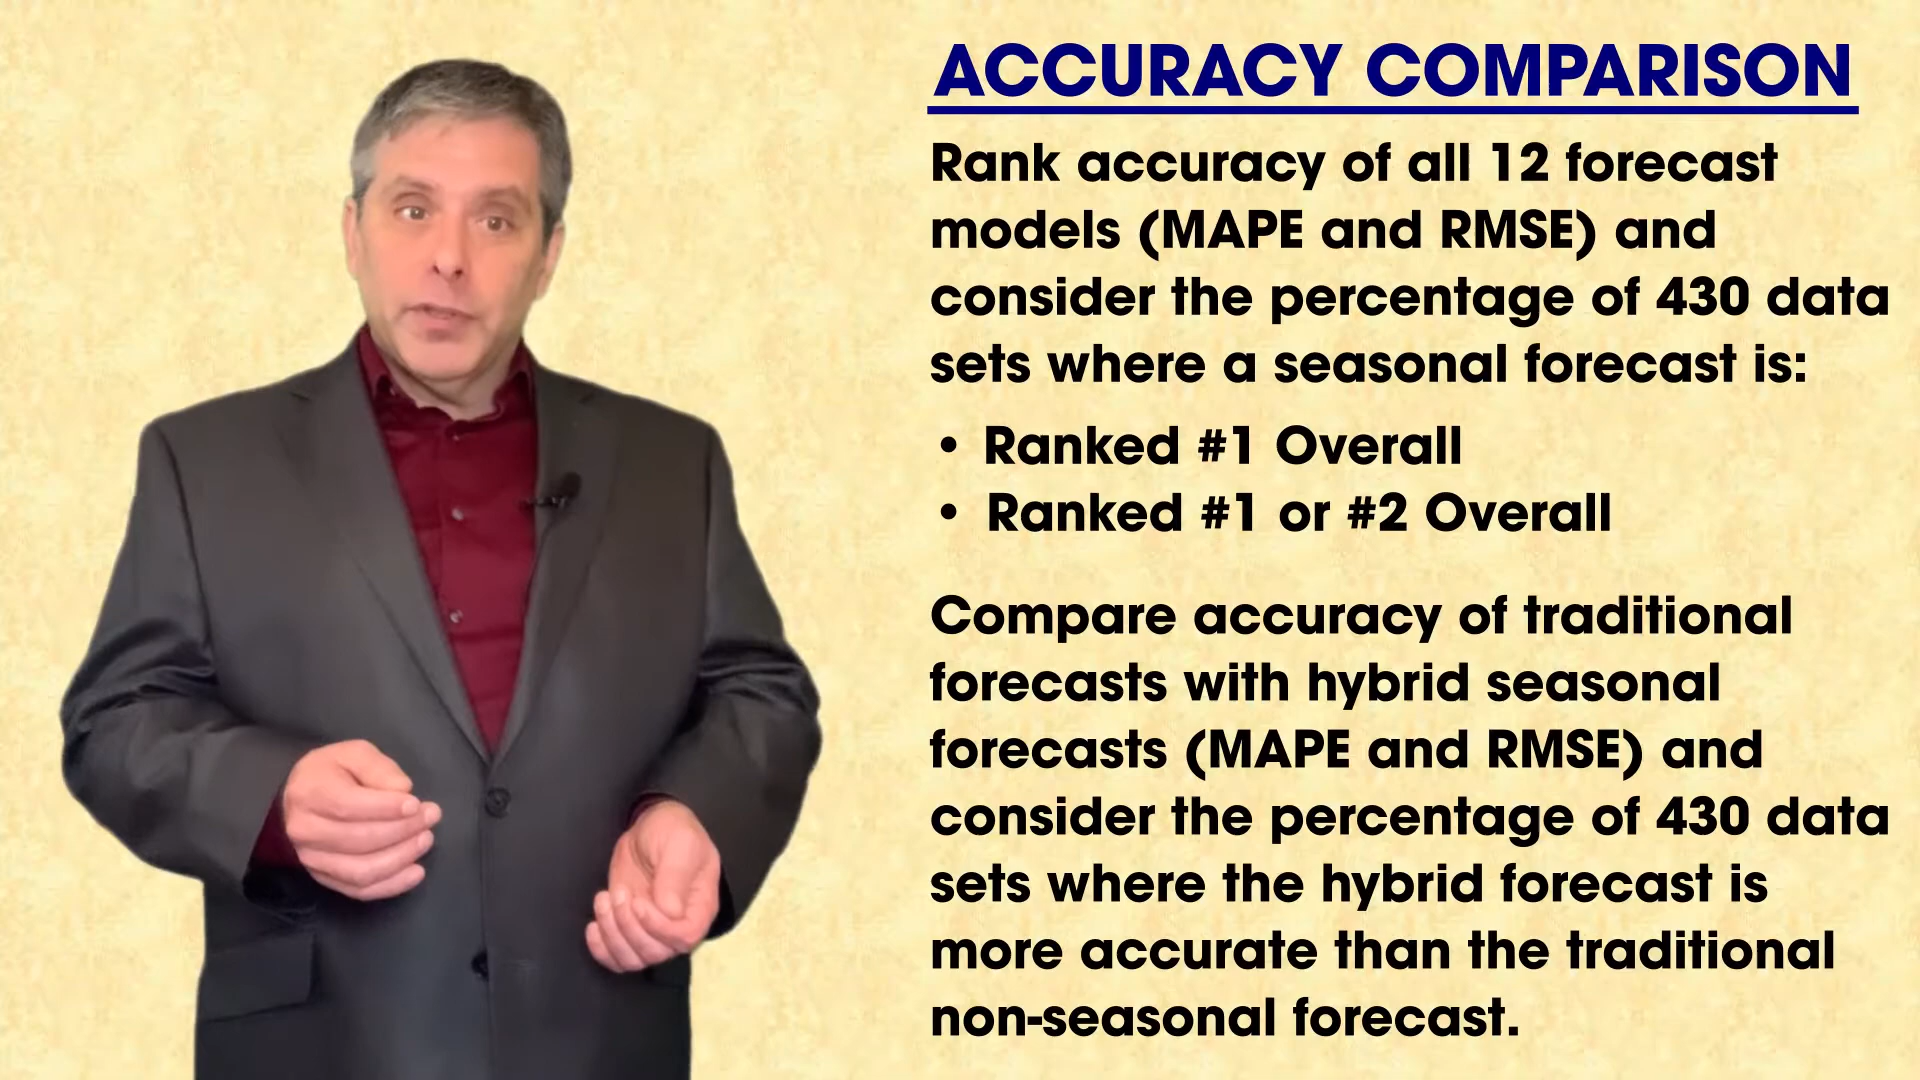 ACCURACY COMPARISON
Rank accuracy of all 12 forecast
models (MAPE and RMSE) and
consider the percentage of 430 data
sets where a seasonal forecast is:
• Ranked #1 Overall
• Ranked #1 or #2 Overall
Compare accuracy of traditional
forecasts with hybrid seasonal
forecasts (MAPE and RMSE) and
consider the percentage of 430 data
sets where the hybrid forecast is
more accurate than the traditional
non-seasonal forecast.